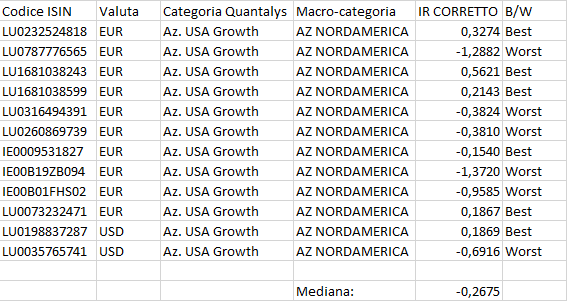 Codice ISIN Valuta Categoria Quantalys Macro-categoria IR CORRETTO B/W
LU0232524818 EUR Az. USA Growth AZ NORDAMERICA 0,3274 Best
LU0787776565 EUR Az. USA Growth AZ NORDAMERICA -1,2882 Worst
LU1681038243 EUR Az. USA Growth AZ NORDAMERICA 0,5621 Best
LU1681038599 EUR Az. USA Growth AZ NORDAMERICA 0,2143 Best
LU0316494391 EUR Az. USA Growth AZ NORDAMERICA -0,3824 Worst
LU0260869739 EUR Az. USA Growth AZ NORDAMERICA -0,3810 Worst
IE0009531827 EUR Az. USA Growth AZ NORDAMERICA -0,1540 Best
IE00B19ZB094 EUR Az. USA Growth AZ NORDAMERICA -1,3720 Worst
IE00B01FHS02 EUR Az. USA Growth AZ NORDAMERICA -0,9585 Worst
LU0073232471 EUR Az. USA Growth AZ NORDAMERICA 0,1867 Best
LU0198837287 USD Az. USA Growth AZ NORDAMERICA 0,1869 Best
LU0035765741 USD Az. USA Growth AZ NORDAMERICA -0,6916 Worst
Mediana: -0,2675